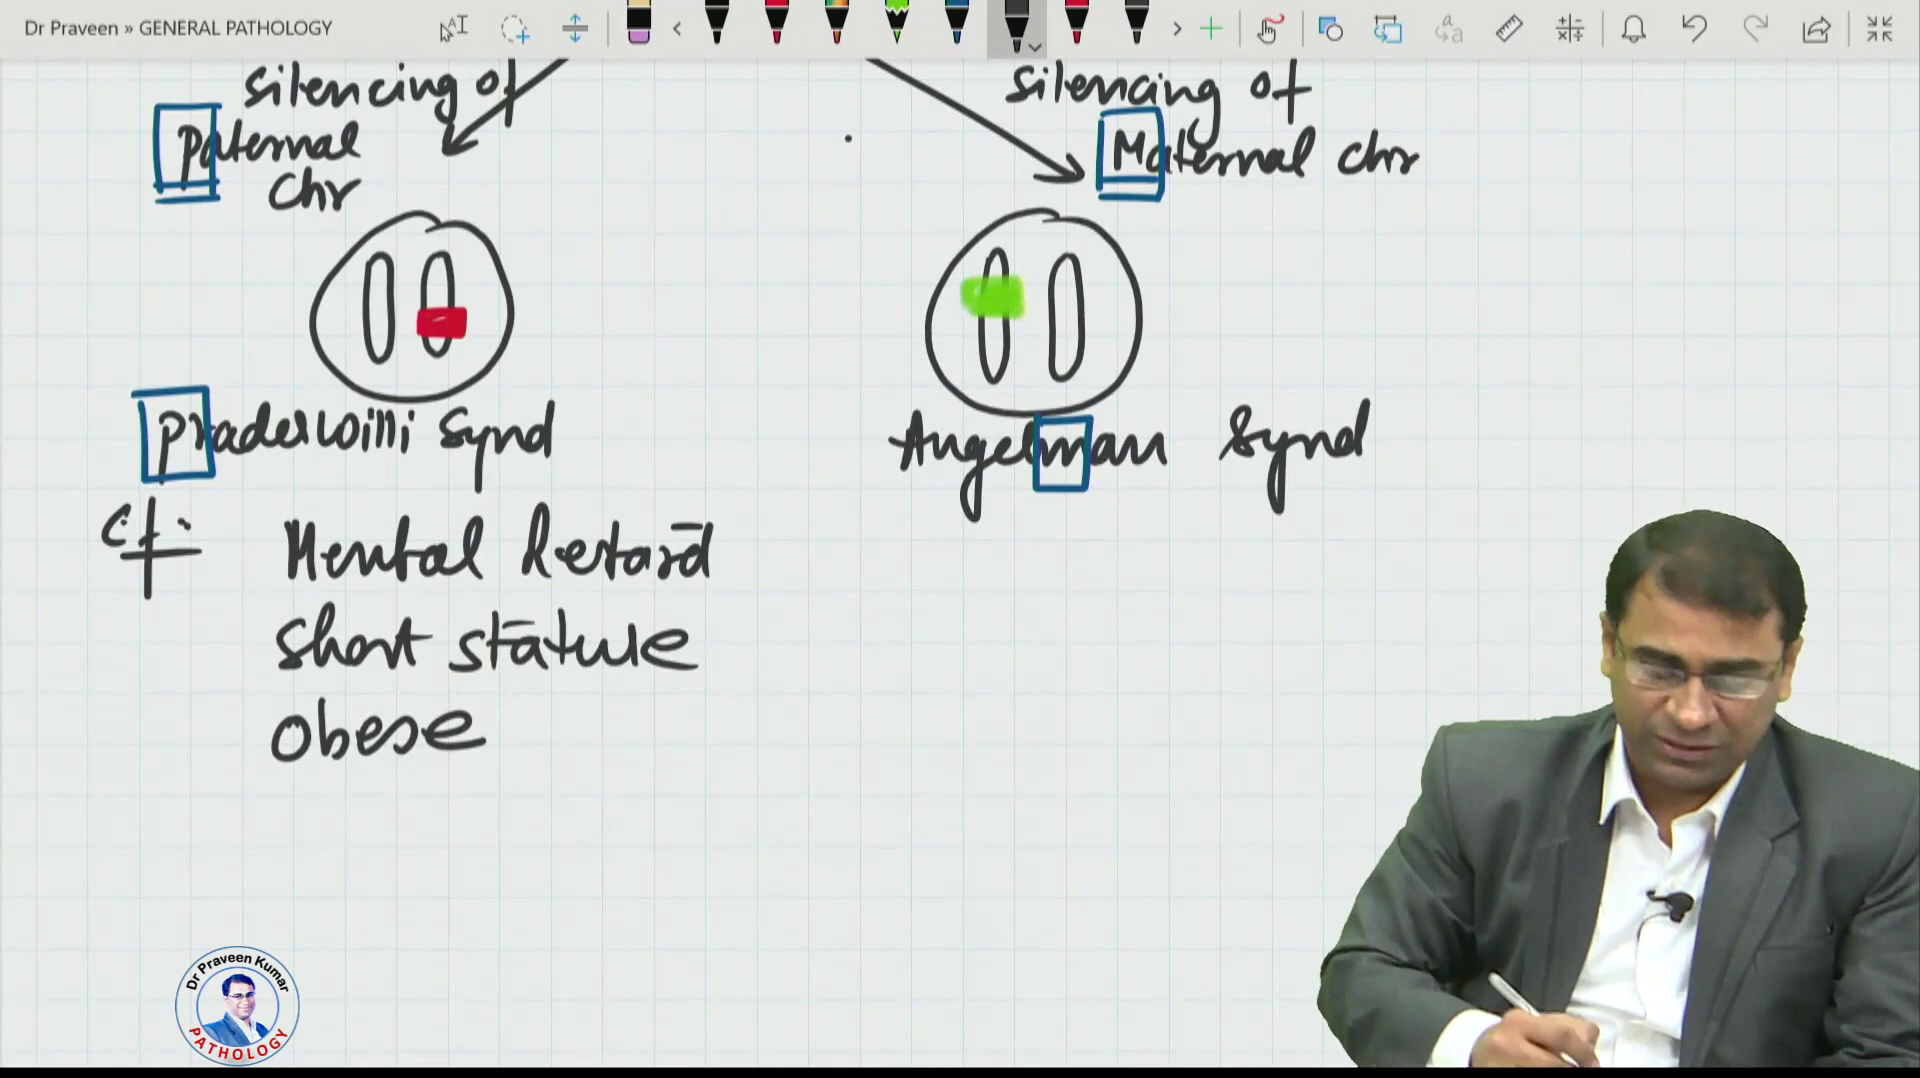 Dr Praveen » GENERAL PATHOLOGY
Silencing of
Paternal
Chr
Silencing of
Maternal chr
Praderwilli Synd
Angelman Synd
Cf:
Mental Retard
Short stature
Obese
Dr Praveen Kumar
PATHOLOGY